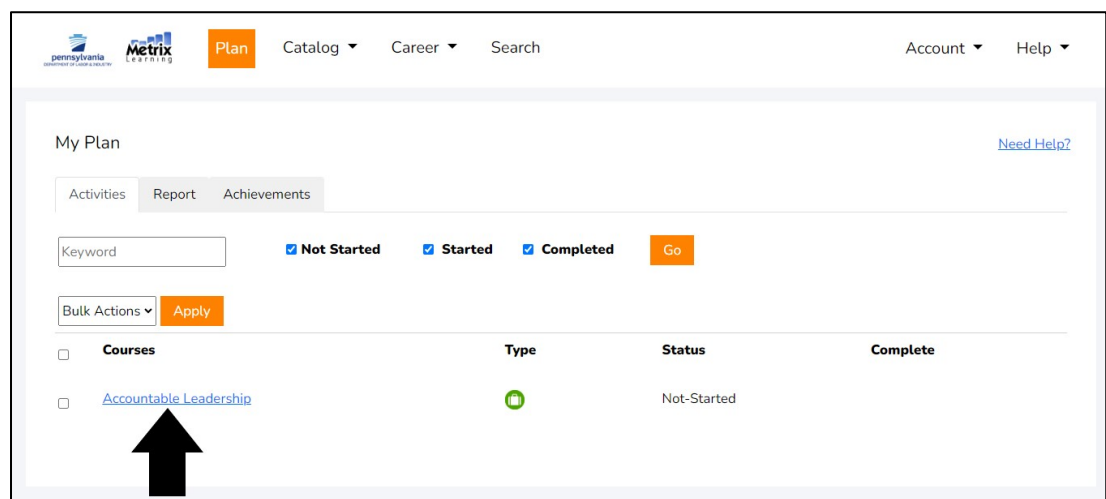 pennsylvania
DEPARTMENT OF LABOR & INDUSTRY
Metrix
Learning
Plan Catalog Career Search Account Help
My Plan Need Help?
Activities Report Achievements
Keyword Not Started Started Completed Go
Bulk Actions Apply
Courses Type Status Complete
Accountable Leadership Not-Started